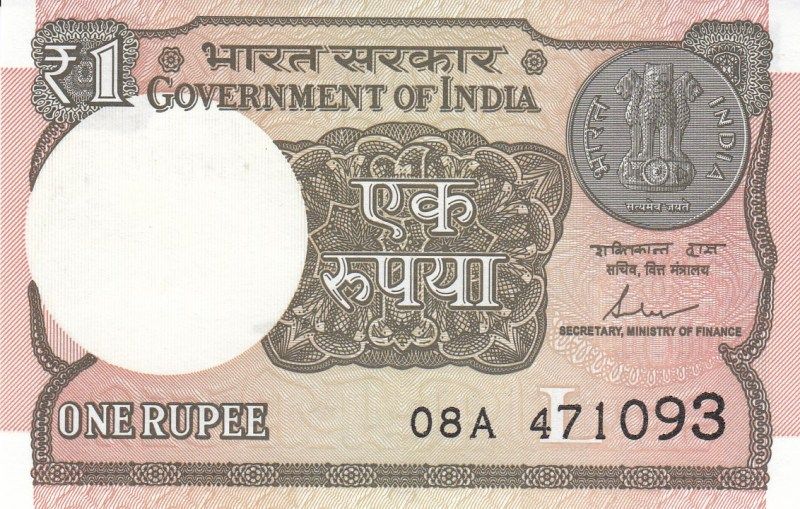 ₹1
भारत सरकार
GOVERNMENT OF INDIA
भारत INDIA
सत्यमेव जयते
एक
रुपया
शक्तिकान्त दास
सचिव, वित्त मंत्रालय
SECRETARY, MINISTRY OF FINANCE
L
ONE RUPEE
08A 471093